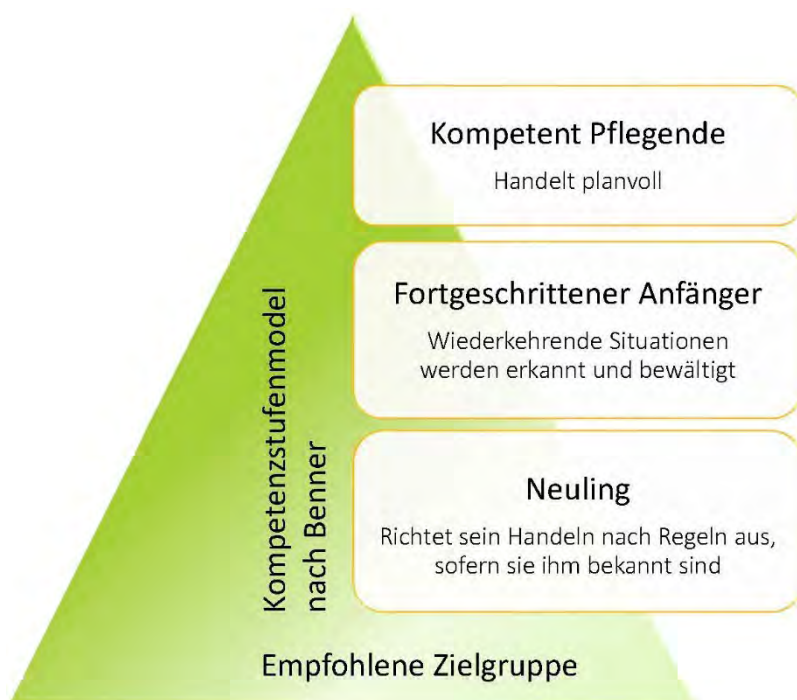 Kompetent Pflegende
Handelt planvoll
Fortgeschrittener Anfänger
Wiederkehrende Situationen
werden erkannt und bewältigt
Neuling
Richtet sein Handeln nach Regeln aus,
sofern sie ihm bekannt sind
Kompetenzstufenmodel
nach Benner
Empfohlene Zielgruppe